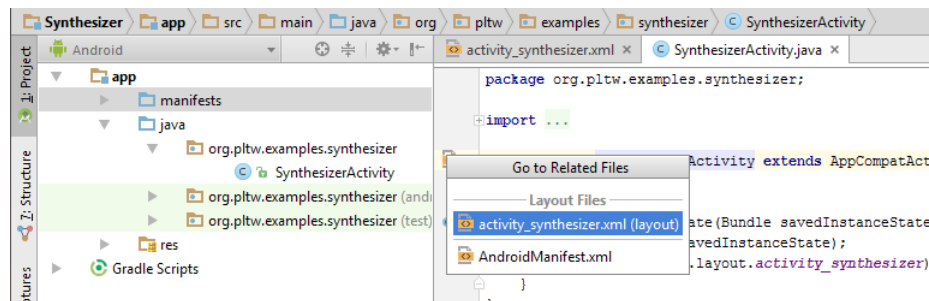 Synthesizer app src main java org pltw examples synthesizer SynthesizerActivity
1: Project
Android
activity_synthesizer.xml × SynthesizerActivity.java ×
app
manifests
java
org.pltw.examples.synthesizer
SynthesizerActivity
org.pltw.examples.synthesizer (andr
org.pltw.examples.synthesizer (test)
res
Gradle Scripts
Z: Structure
tures
package org.pltw.examples.synthesizer;
import ...
Activity extends AppCompatAct
Go to Related Files
Layout Files
activity_synthesizer.xml (layout)
AndroidManifest.xml
ate(Bundle savedInstanceState
avedInstanceState);
.layout.activity_synthesizer)
}